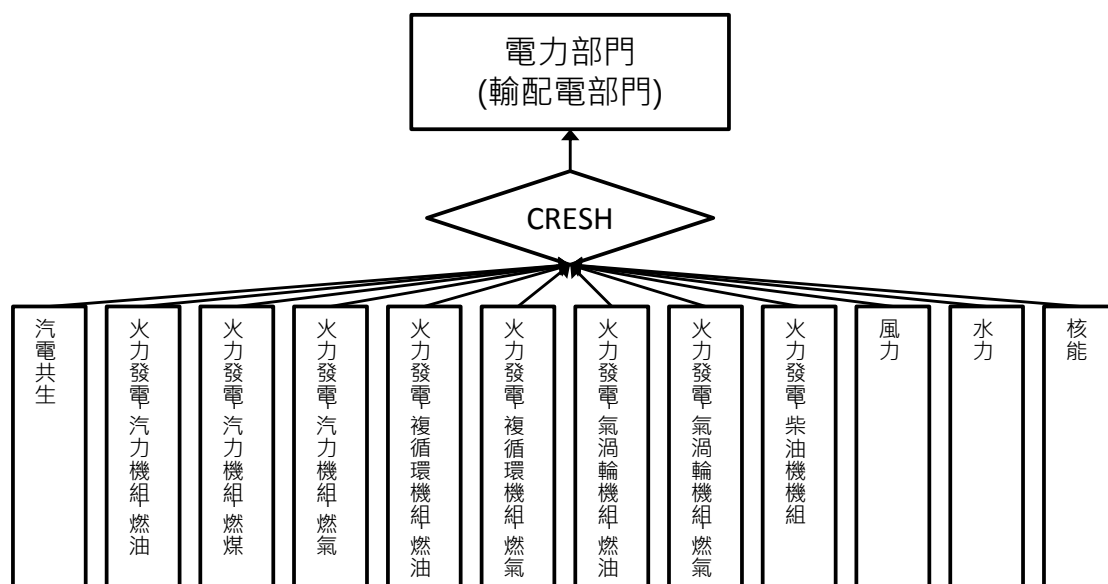 電力部門
(輸配電部門)
CRESH
汽電共生
火力發電-汽力機組-燃油
火力發電-汽力機組-燃煤
火力發電-汽力機組-燃氣
火力發電-複循環機組-燃油
火力發電-複循環機組-燃氣
火力發電-氣渦輪機組-燃油
火力發電-氣渦輪機組-燃氣
火力發電-柴油機機組
風力
水力
核能